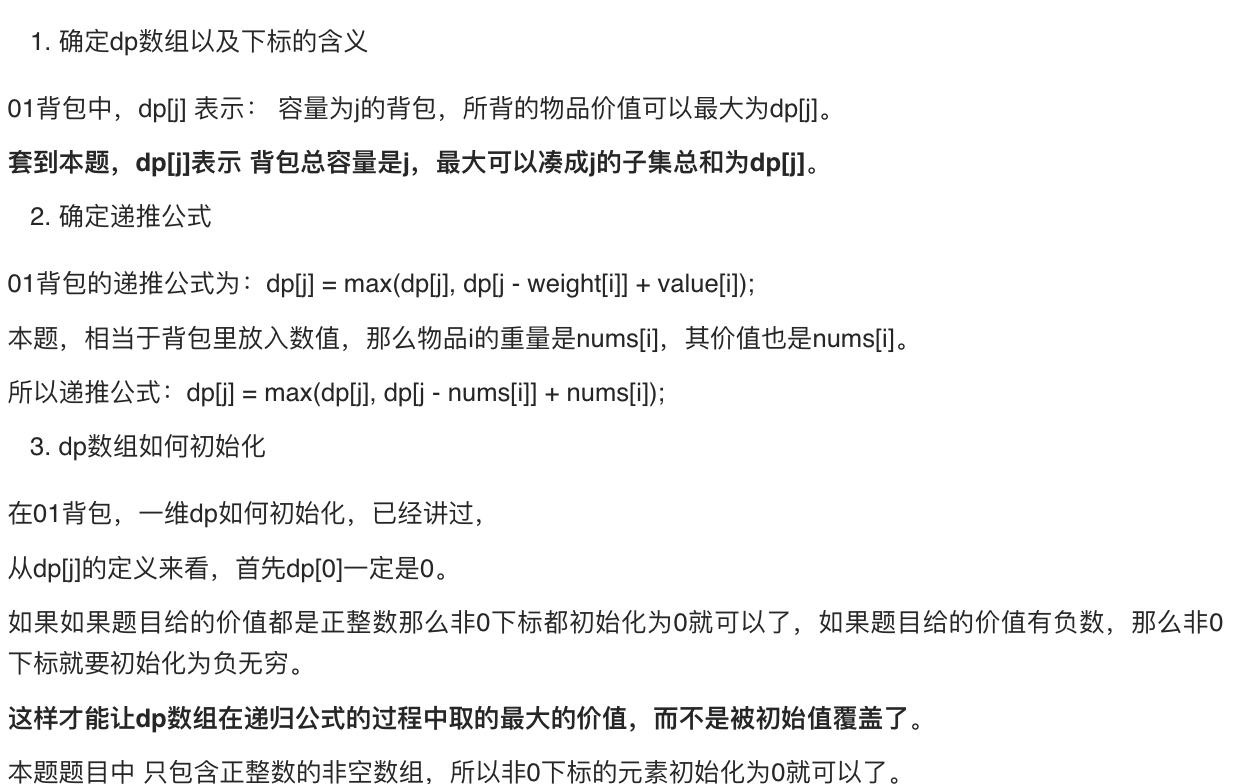 1. 确定dp数组以及下标的含义
01背包中，dp[j] 表示： 容量为j的背包，所背的物品价值可以最大为dp[j]。
套到本题，dp[j]表示 背包总容量是j，最大可以凑成j的子集总和为dp[j]。
2. 确定递推公式
01背包的递推公式为：dp[j] = max(dp[j], dp[j - weight[i]] + value[i]);
本题，相当于背包里放入数值，那么物品i的重量是nums[i]，其价值也是nums[i]。
所以递推公式：dp[j] = max(dp[j], dp[j - nums[i]] + nums[i]);
3. dp数组如何初始化
在01背包，一维dp如何初始化，已经讲过，
从dp[j]的定义来看，首先dp[0]一定是0。
如果如果题目给的价值都是正整数那么非0下标都初始化为0就可以了，如果题目给的价值有负数，那么非0
下标就要初始化为负无穷。
这样才能让dp数组在递归公式的过程中取的最大的价值，而不是被初始值覆盖了。
本题题目中 只包含正整数的非空数组，所以非0下标的元素初始化为0就可以了。